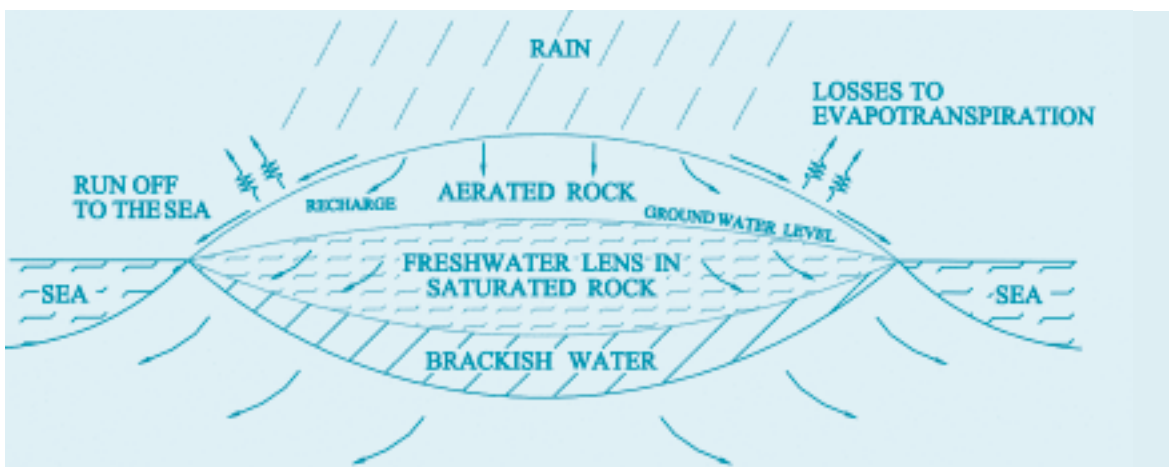 RAIN
LOSSES TO
EVAPOTRANSPIRATION
RUN OFF
TO THE SEA
RECHARGE
AERATED ROCK
GROUND WATER LEVEL
FRESHWATER LENS IN
SATURATED ROCK
SEA
SEA
BRACKISH WATER